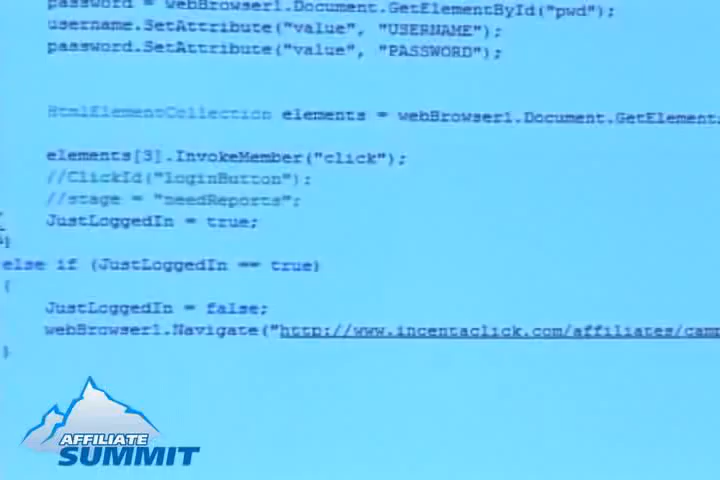 password = webBrowser1.Document.GetElementById("pwd");
username.SetAttribute("value", "USERNAME");
password.SetAttribute("value", "PASSWORD");
HtmlElementCollection elements = webBrowser1.Document.GetElement
elements[3].InvokeMember("click");
//ClickId("loginButton");
//stage = "needReports";
JustLoggedIn = true;
}
else if (JustLoggedIn == true)
{
JustLoggedIn = false;
webBrowser1.Navigate("http://www.incentaclick.com/affiliates/camp
}
AFFILIATE
SUMMIT